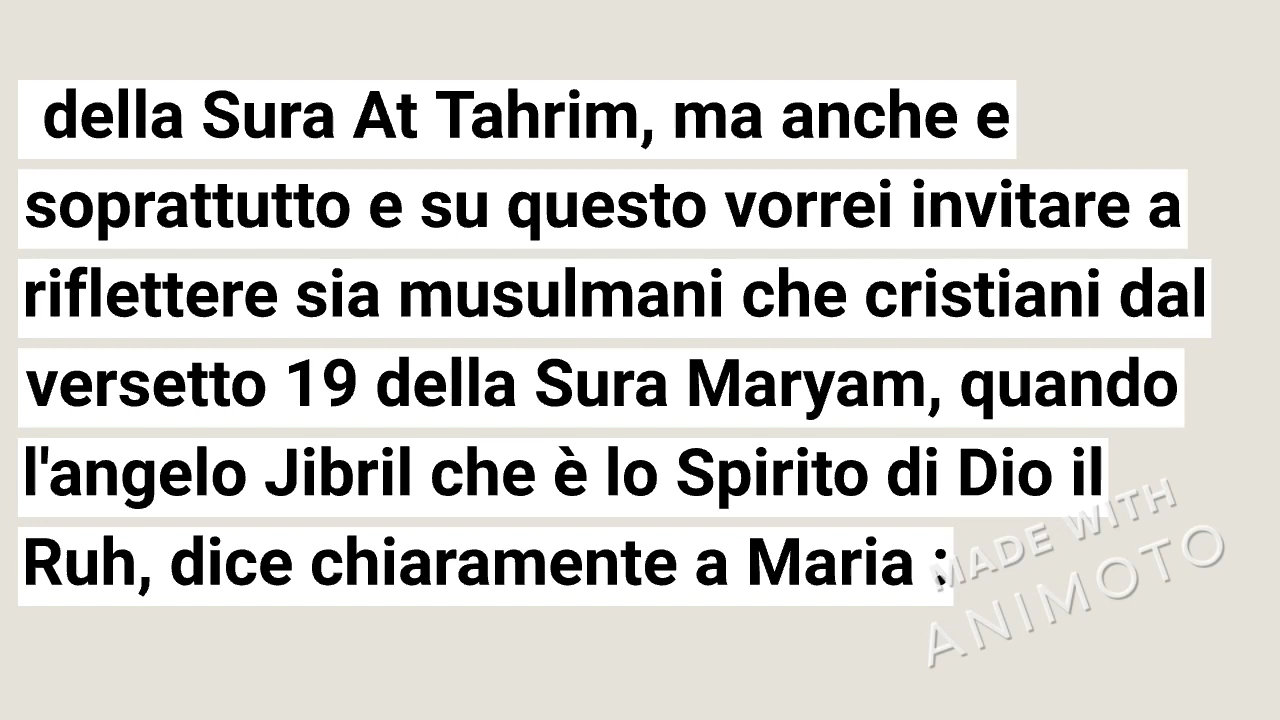 della Sura At Tahrim, ma anche e
soprattutto e su questo vorrei invitare a
riflettere sia musulmani che cristiani dal
versetto 19 della Sura Maryam, quando
l'angelo Jibril che è lo Spirito di Dio il
Ruh, dice chiaramente a Maria :
MADE WITH
ANIMOTO